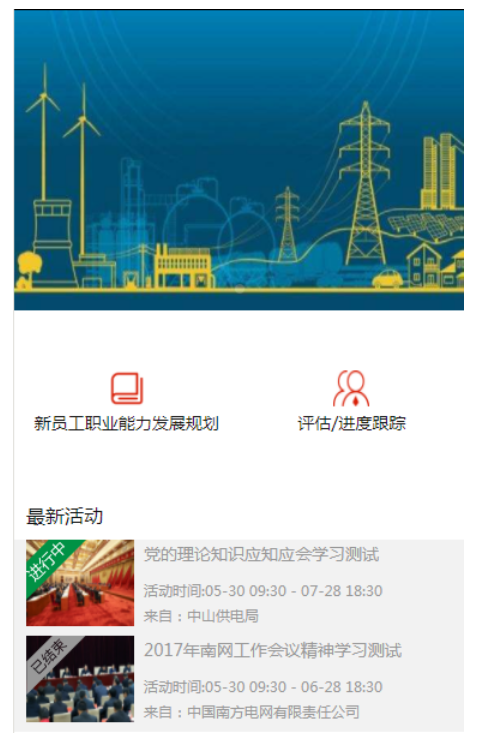 新员工职业能力发展规划
评估/进度跟踪
最新活动
进行中
党的理论知识应知应会学习测试
活动时间:05-30 09:30 - 07-28 18:30
来自：中山供电局
已结束
2017年南网工作会议精神学习测试
活动时间:05-30 09:30 - 06-28 18:30
来自：中国南方电网有限责任公司